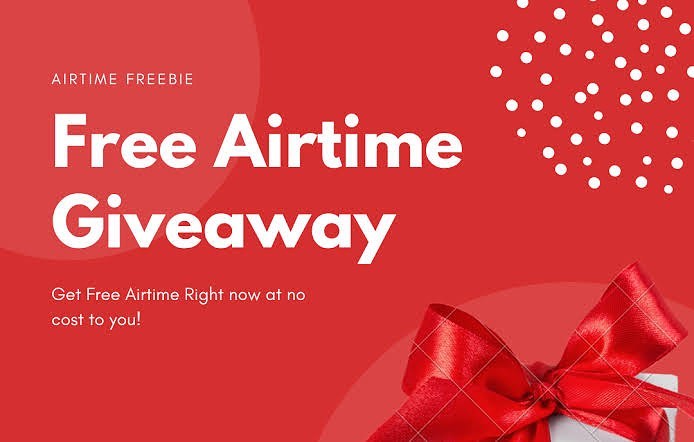 AIRTIME FREEBIE
Free Airtime
Giveaway
Get Free Airtime Right now at no
cost to you!